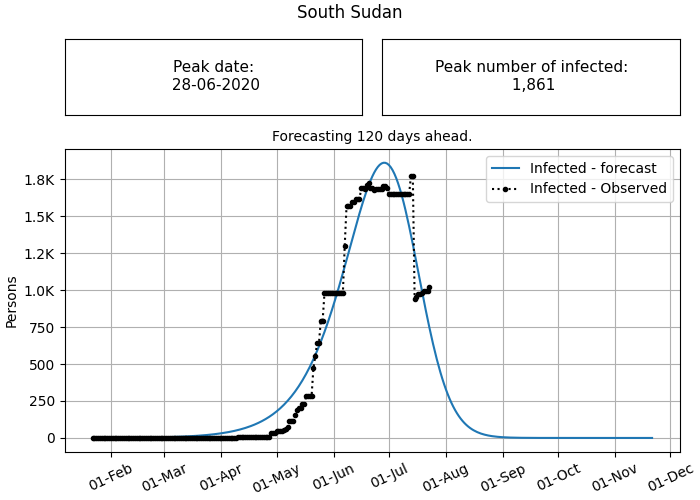 South Sudan
Peak date:
28-06-2020
Peak number of infected:
1,861
Forecasting 120 days ahead.
Infected - forecast
Infected - Observed
Persons
1.8K
1.5K
1.2K
1.0K
750
500
250
0
01-Feb
01-Mar
01-Apr
01-May
01-Jun
01-Jul
01-Aug
01-Sep
01-Oct
01-Nov
01-Dec